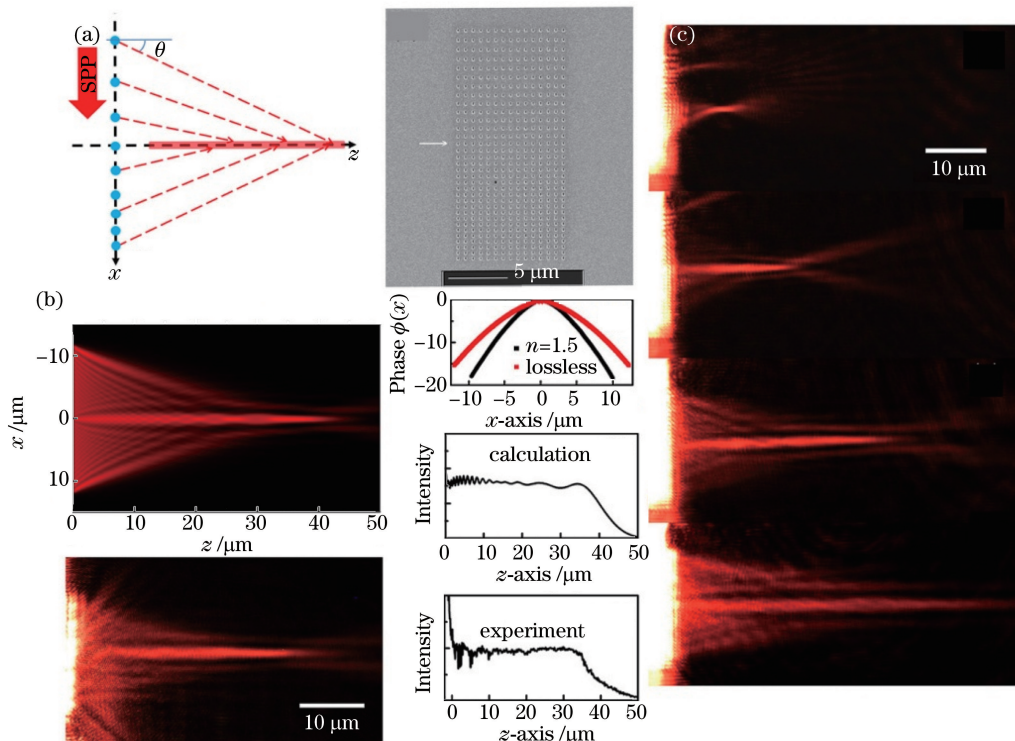 (a)
SPP
θ
z
x
5 μm
(b)
x /μm
-10
0
10
0
10
20
30
40
50
z /μm
10 μm
Phase ϕ(x)
0
-10
-20
n=1.5
lossless
-10
-5
0
5
10
x-axis /μm
Intensity
calculation
0
10
20
30
40
50
z-axis /μm
Intensity
experiment
0
10
20
30
40
50
z-axis /μm
(c)
10 μm